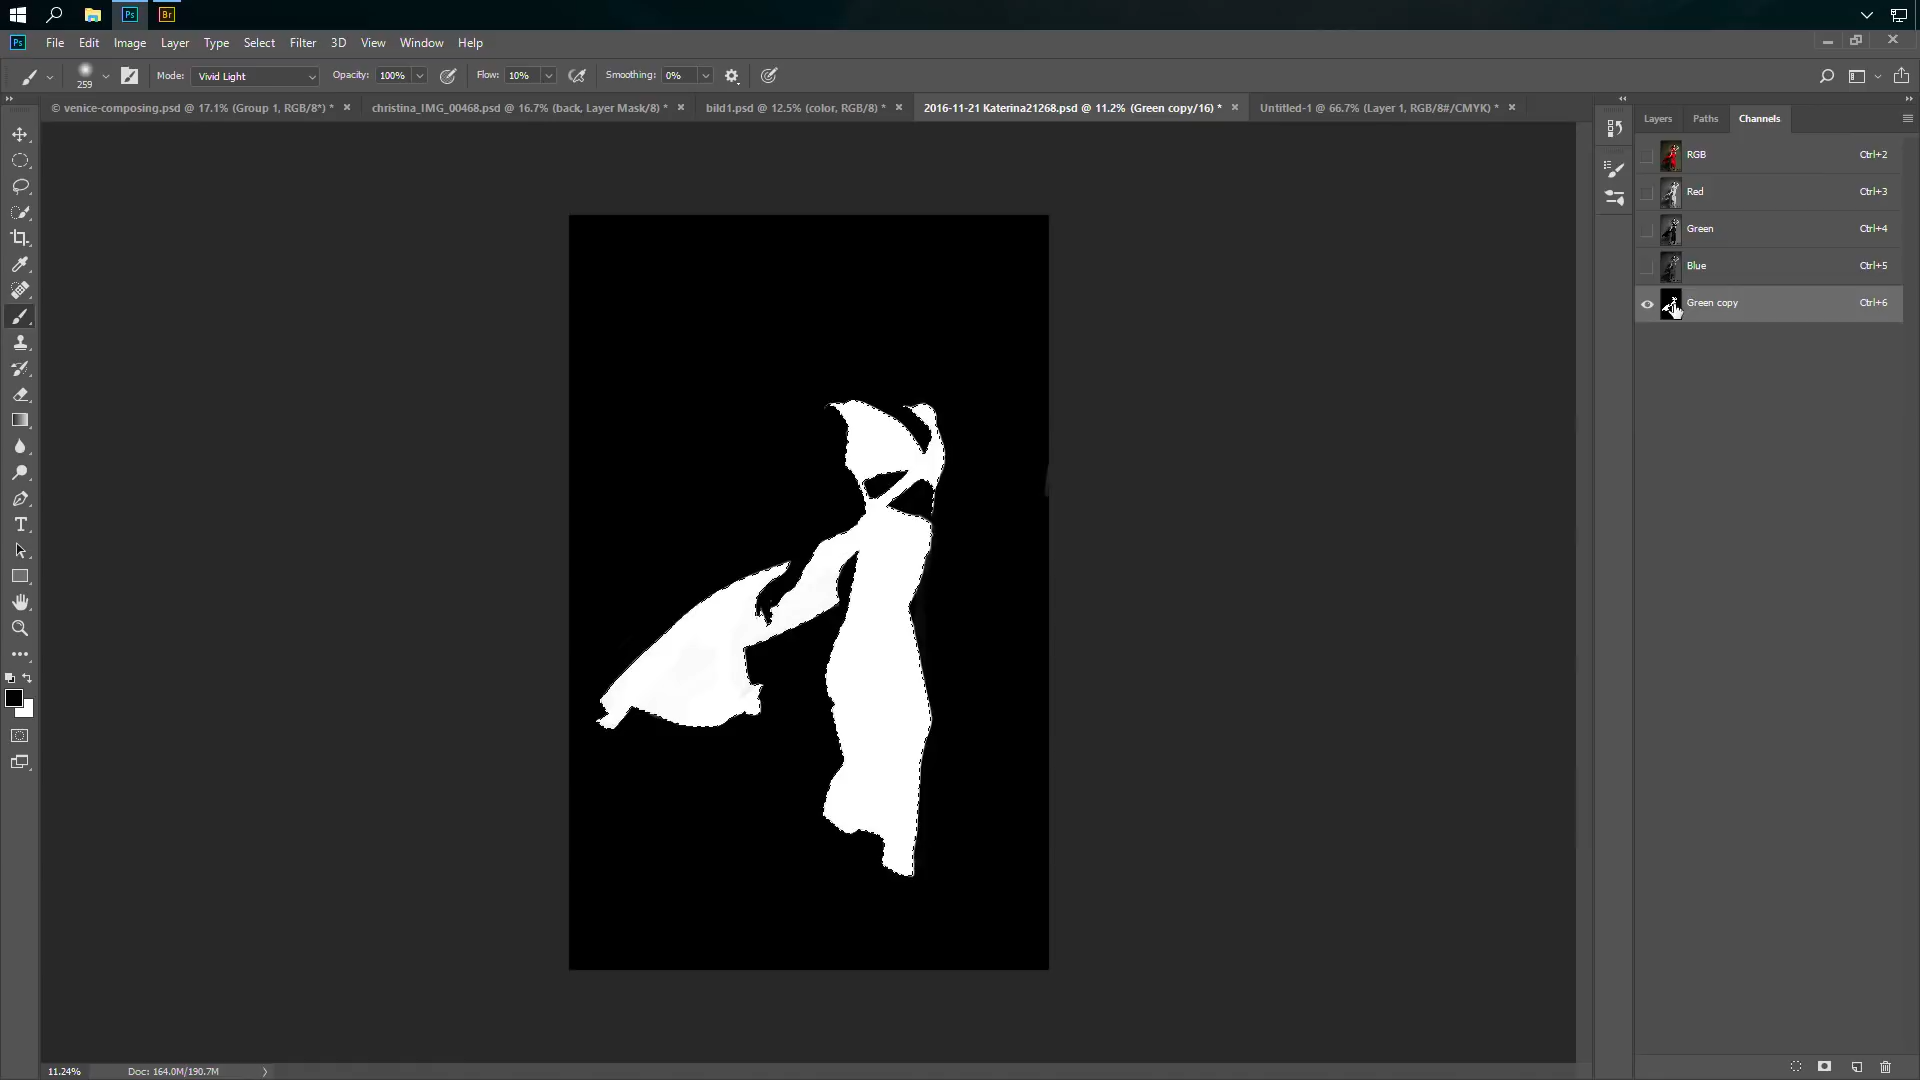 Ps
Br
Ps File Edit Image Layer Type Select Filter 3D View Window Help
259 Mode: Vivid Light Opacity: 100% Flow: 10% Smoothing: 0%
© venice-composing.psd @ 17.1% (Group 1, RGB/8*) * × christina_IMG_00468.psd @ 16.7% (back, Layer Mask/8) * × bild1.psd @ 12.5% (color, RGB/8) * × 2016-11-21 Katerina21268.psd @ 11.2% (Green copy/16) * × Untitled-1 @ 66.7% (Layer 1, RGB/8#/CMYK) * ×
Layers Paths Channels
RGB Ctrl+2
Red Ctrl+3
Green Ctrl+4
Blue Ctrl+5
Green copy Ctrl+6
T
11.24% Doc: 164.0M/190.7M